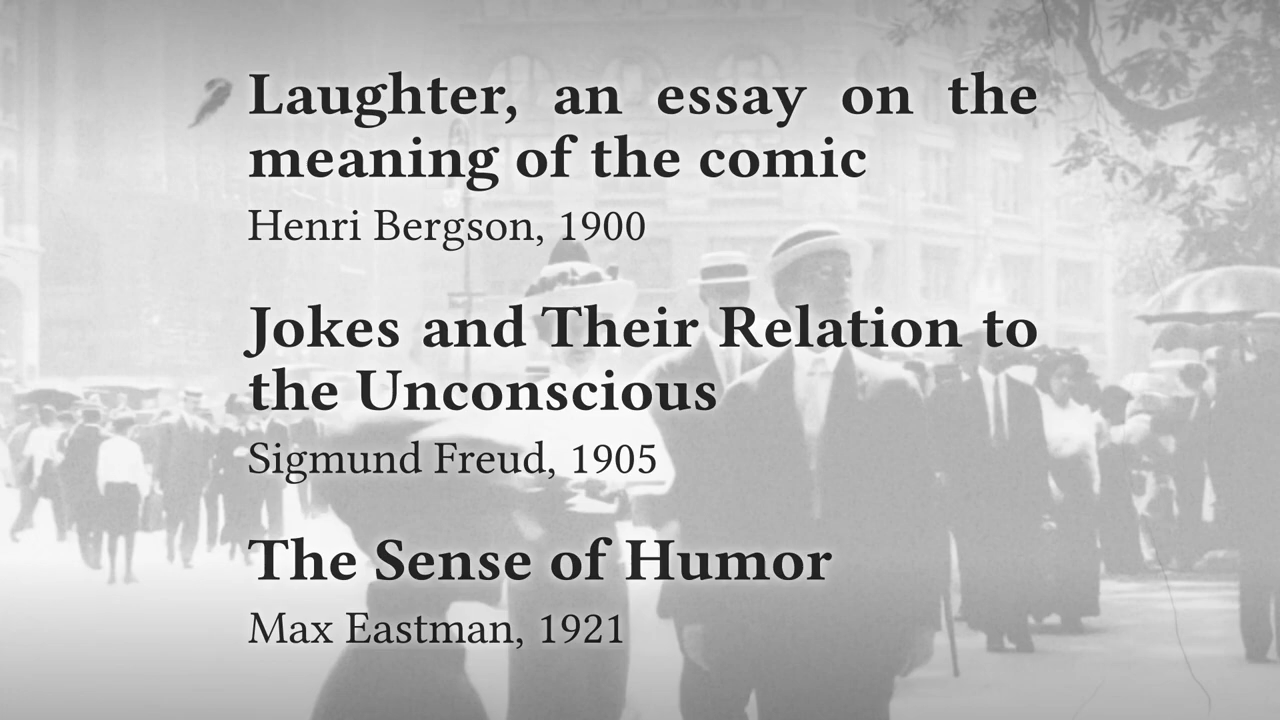 Laughter, an essay on the
meaning of the comic
Henri Bergson, 1900
Jokes and Their Relation to
the Unconscious
Sigmund Freud, 1905
The Sense of Humor
Max Eastman, 1921